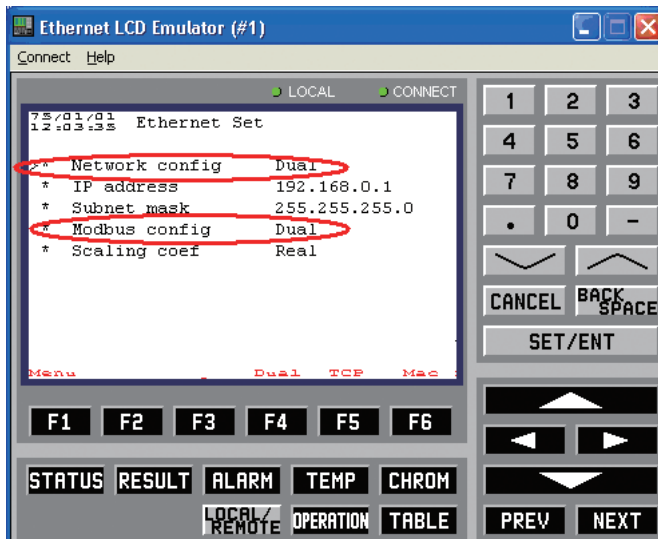 Ethernet LCD Emulator (#1)
Connect Help
LOCAL CONNECT
75/01/01
12:03:35 Ethernet Set
>* Network config Dual
* IP address 192.168.0.1
* Subnet mask 255.255.255.0
* Modbus config Dual
* Scaling coef Real
Menu Dual TCP Mac
F1 F2 F3 F4 F5 F6
STATUS RESULT ALARM TEMP CHROM
LOCAL/REMOTE OPERATION TABLE
1 2 3
4 5 6
7 8 9
. 0 -
CANCEL BACK SPACE
SET/ENT
PREV NEXT